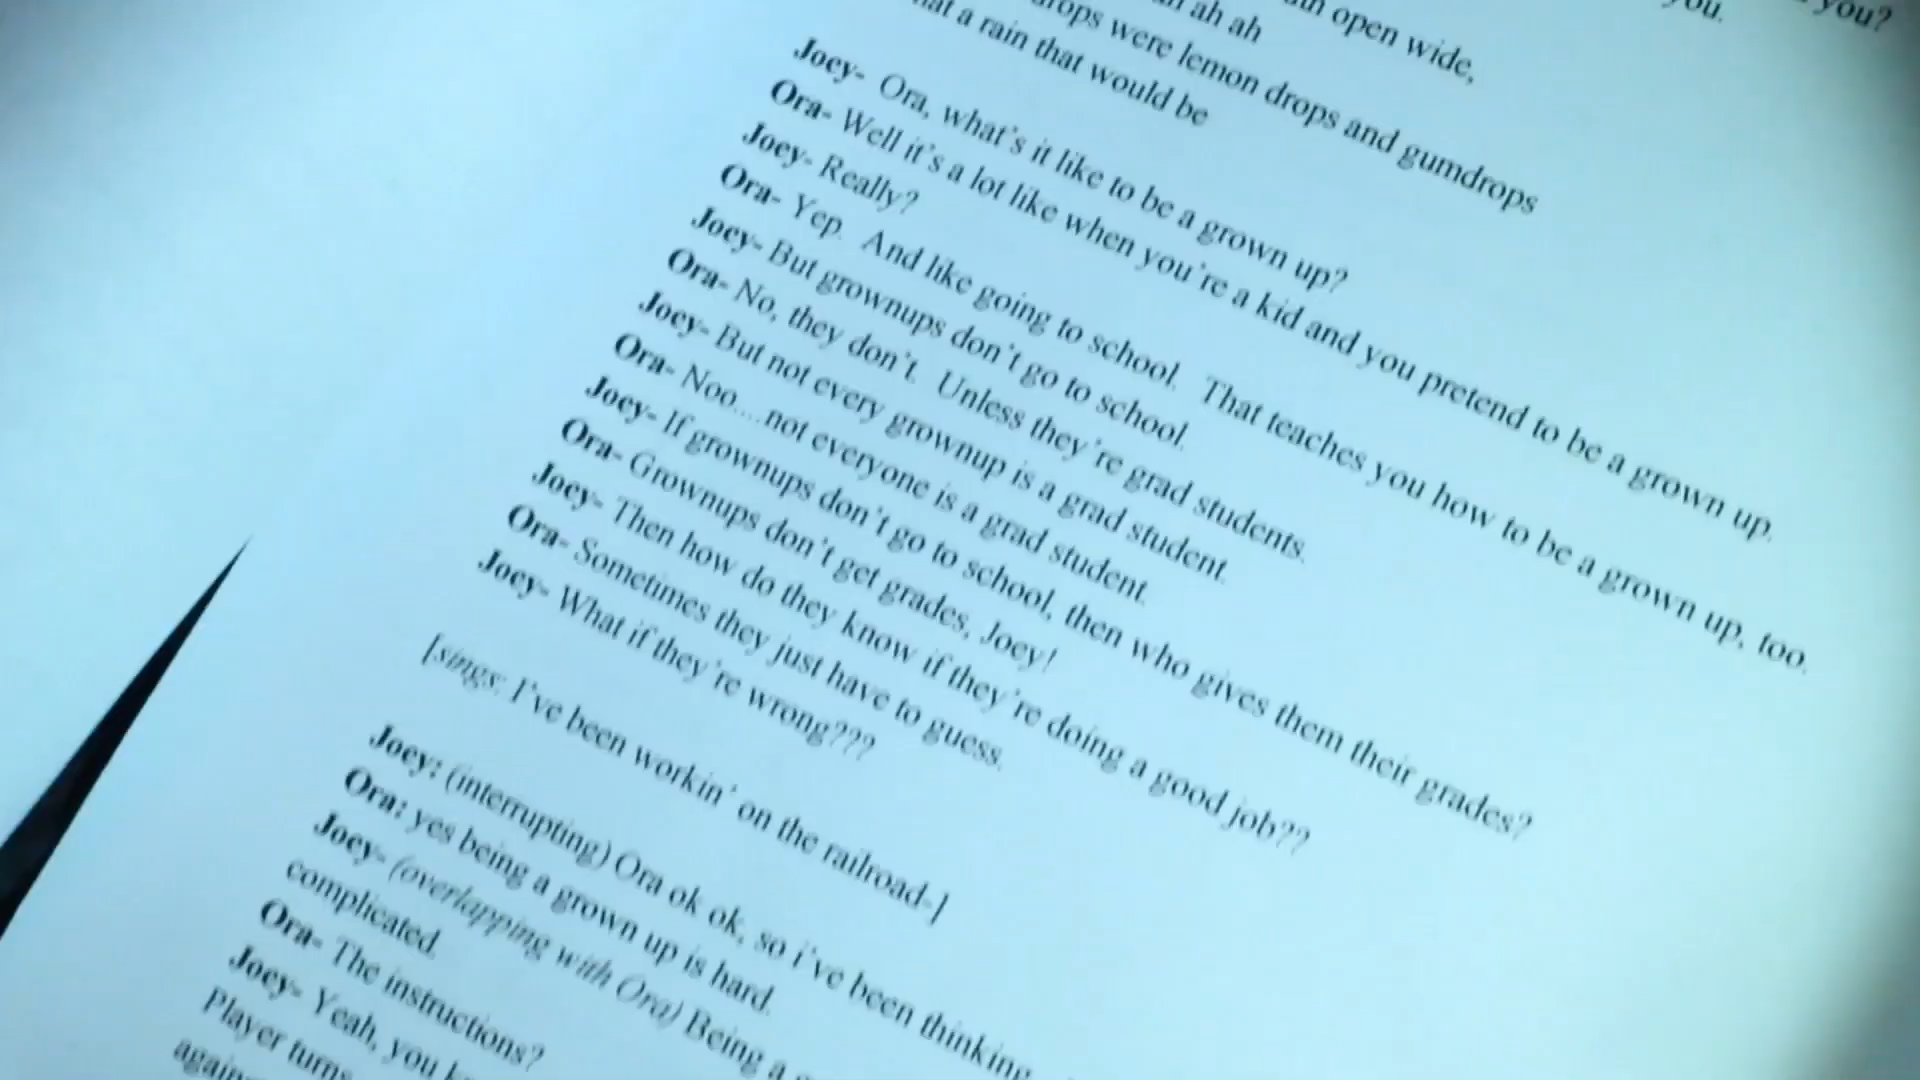 you?
you.
open wide,
ah ah
drops were lemon drops and gumdrops
a rain that would be
Joey- Ora, what's it like to be a grown up?
Ora- Well it's a lot like when you're a kid and you pretend to be a grown up.
Joey- Really?
Ora- Yep. And like going to school. That teaches you how to be a grown up, too.
Joey- But grownups don't go to school.
Ora- No, they don't. Unless they're grad students.
Joey- But not every grownup is a grad student.
Ora- Noo....not everyone is a grad student.
Joey- If grownups don't go to school, then who gives them their grades?
Ora- Grownups don't get grades, Joey!
Joey- Then how do they know if they're doing a good job??
Ora- Sometimes they just have to guess.
Joey- What if they're wrong???
[sings: I've been workin' on the railroad-]
Joey: (interrupting) Ora ok ok, so i've been thinking
Ora: yes being a grown up is hard.
Joey- (overlapping with Ora) Being a
complicated.
Ora- The instructions?
Joey- Yeah, you
Player turns